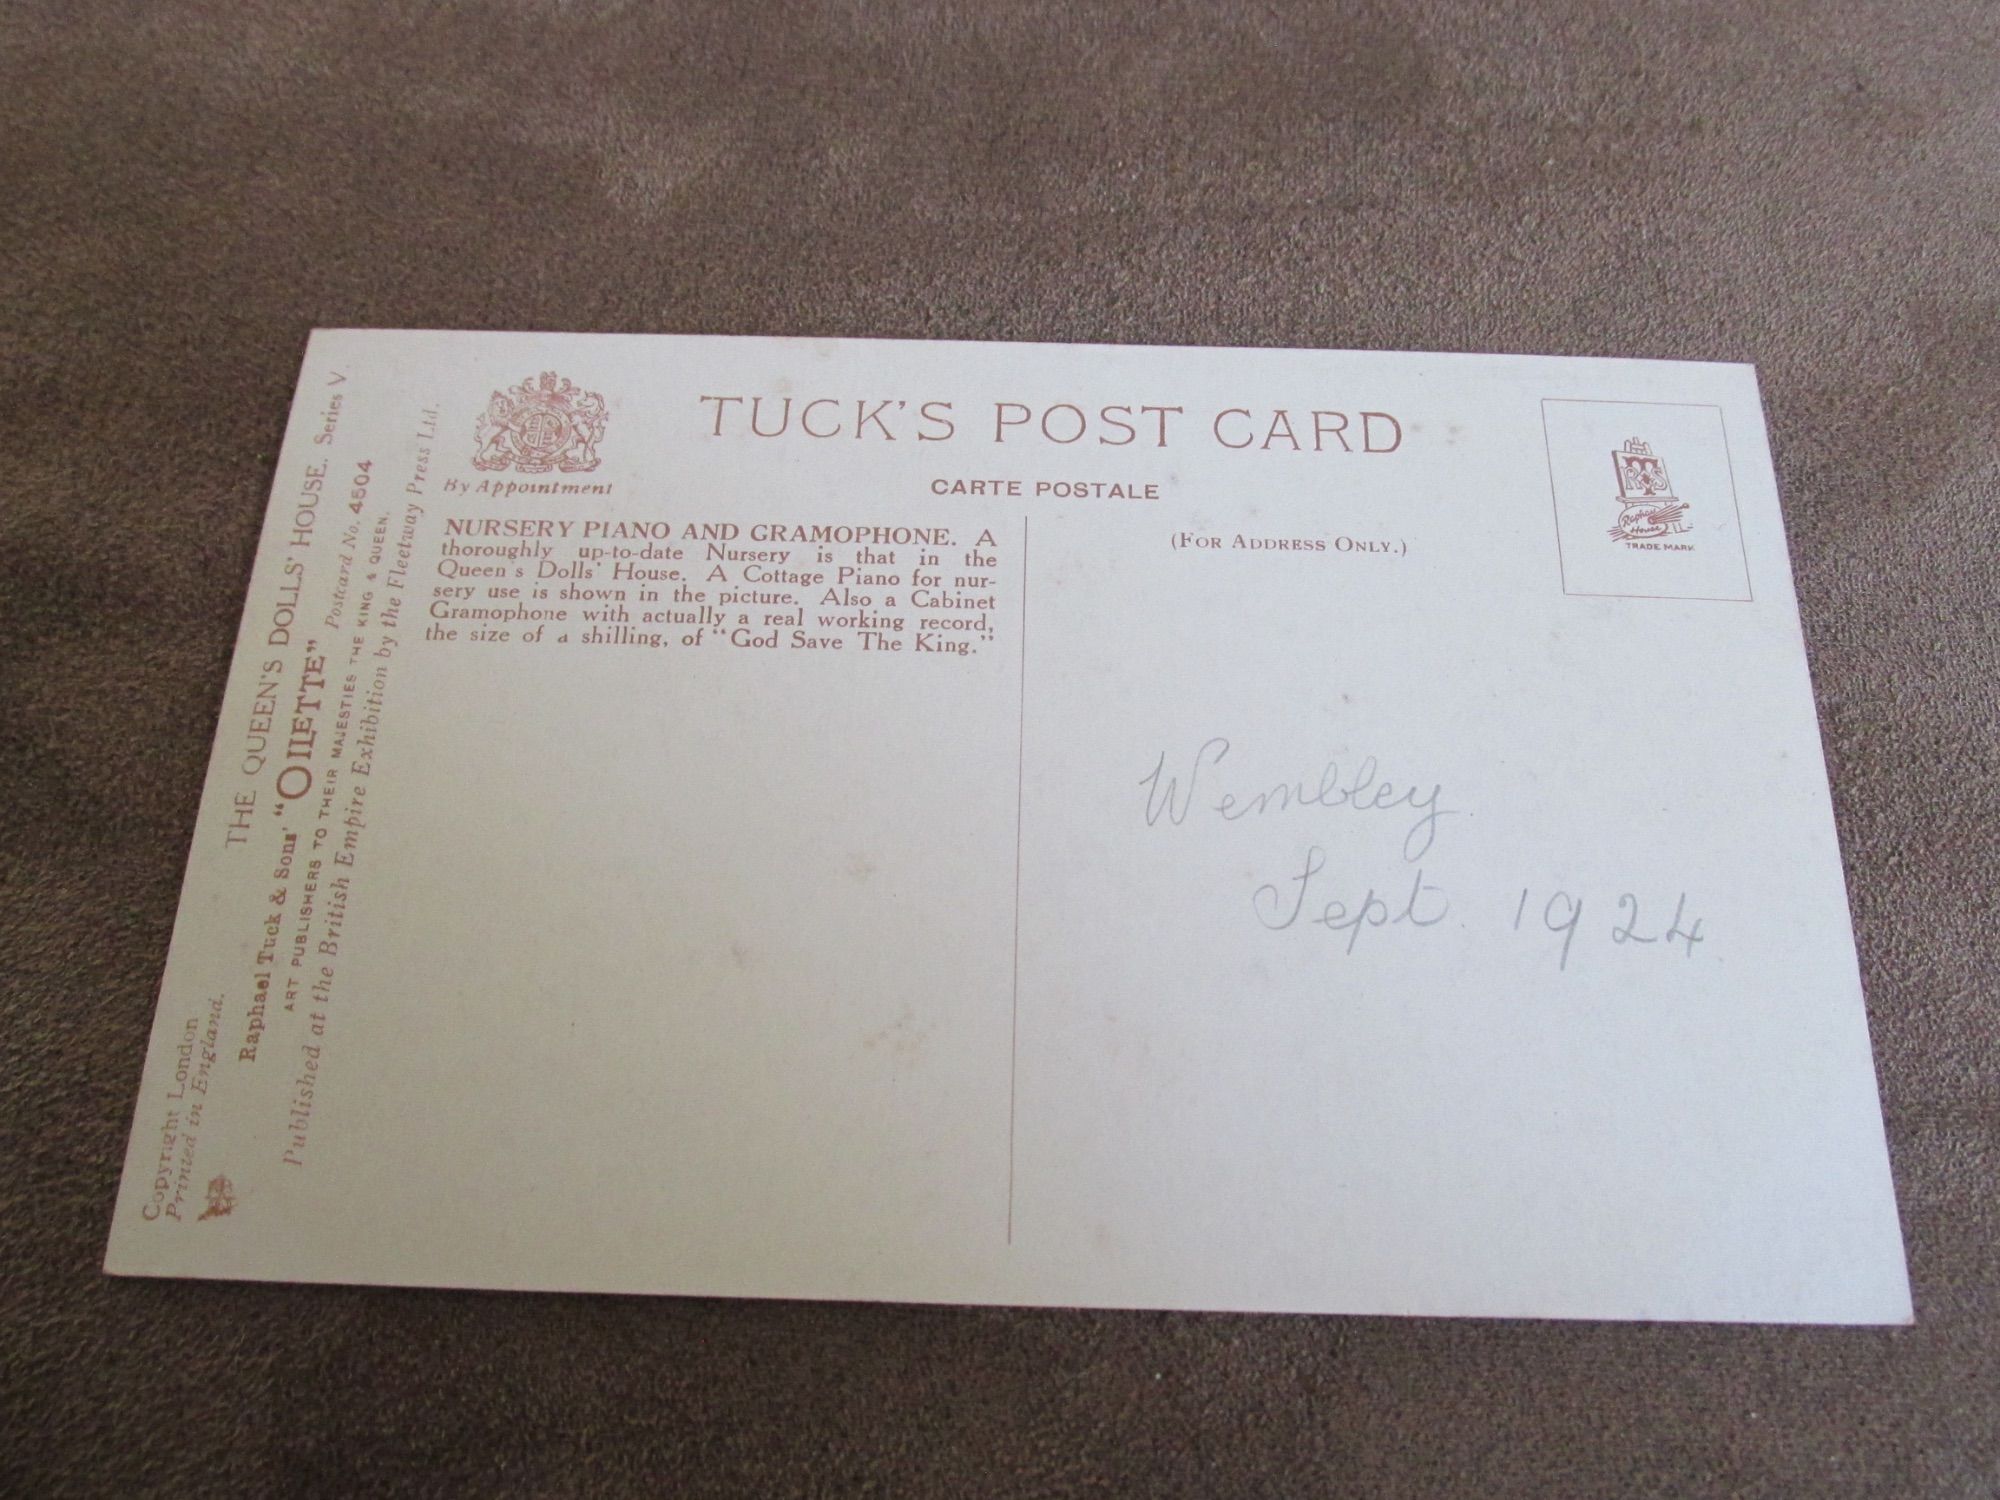 TUCK'S POST CARD
CARTE POSTALE
By Appointment
NURSERY PIANO AND GRAMOPHONE. A
thoroughly up-to-date Nursery is that in the
Queen's Dolls' House. A Cottage Piano for nur-
sery use is shown in the picture. Also a Cabinet
Gramophone with actually a real working record,
the size of a shilling, of "God Save The King."
(FOR ADDRESS ONLY.)
Raphael
House
TRADE MARK
Wembley
Sept. 1924
Copyright London
Printed in England.
THE QUEEN'S DOLLS' HOUSE. Series V
Raphael Tuck & Sons' "OILETTE" Postcard No. 4504
ART PUBLISHERS TO THEIR MAJESTIES THE KING & QUEEN.
Published at the British Empire Exhibition by the Fleetway Press Ltd.